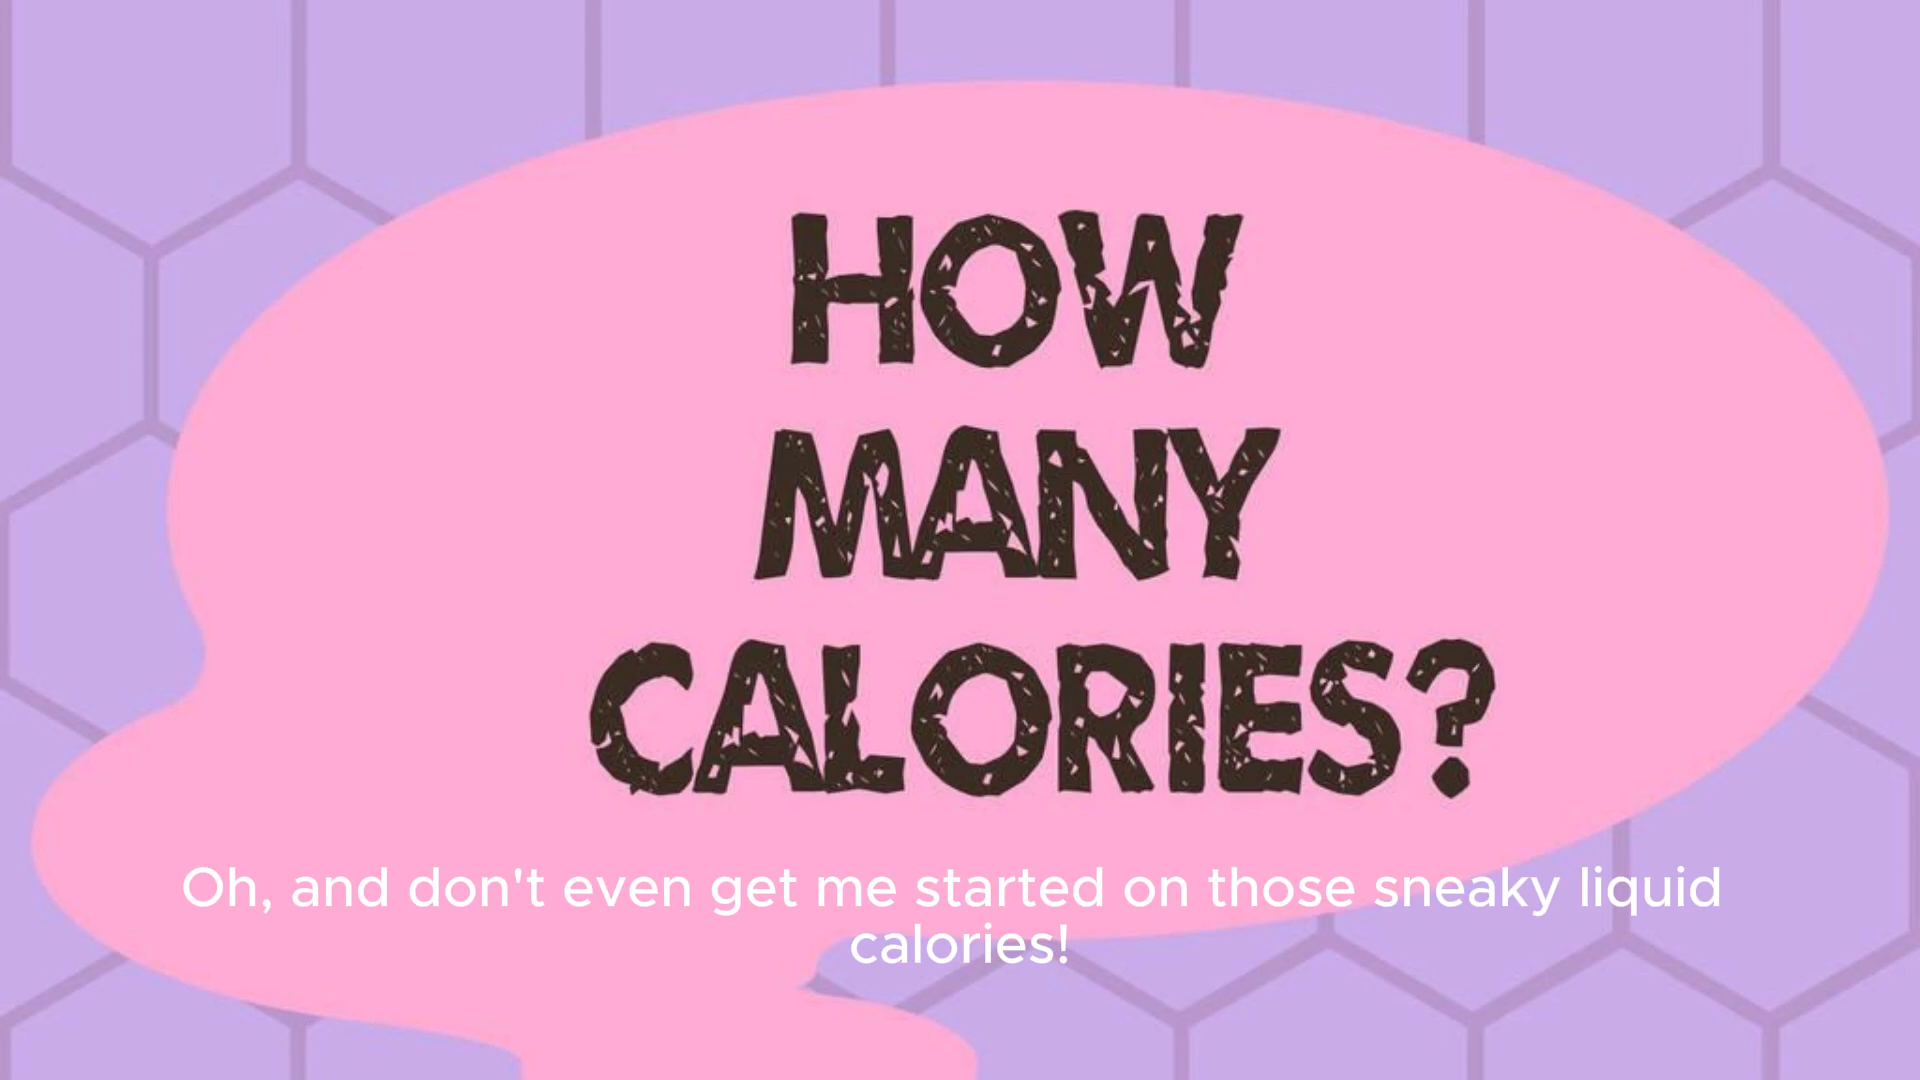 HOW
MANY
CALORIES?
Oh, and don't even get me started on those sneaky liquid
calories!